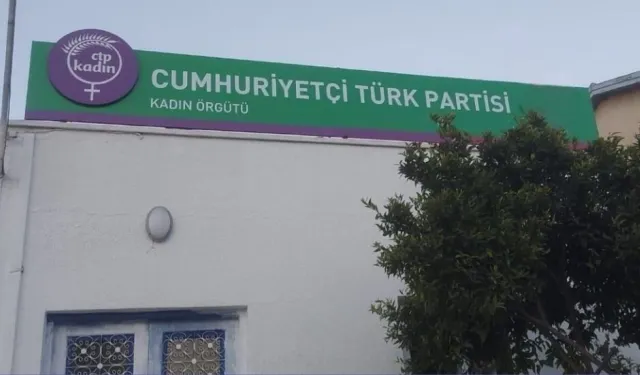 ctp
kadın
CUMHURİYETÇİ TÜRK PARTİSİ
KADIN ÖRGÜTÜ